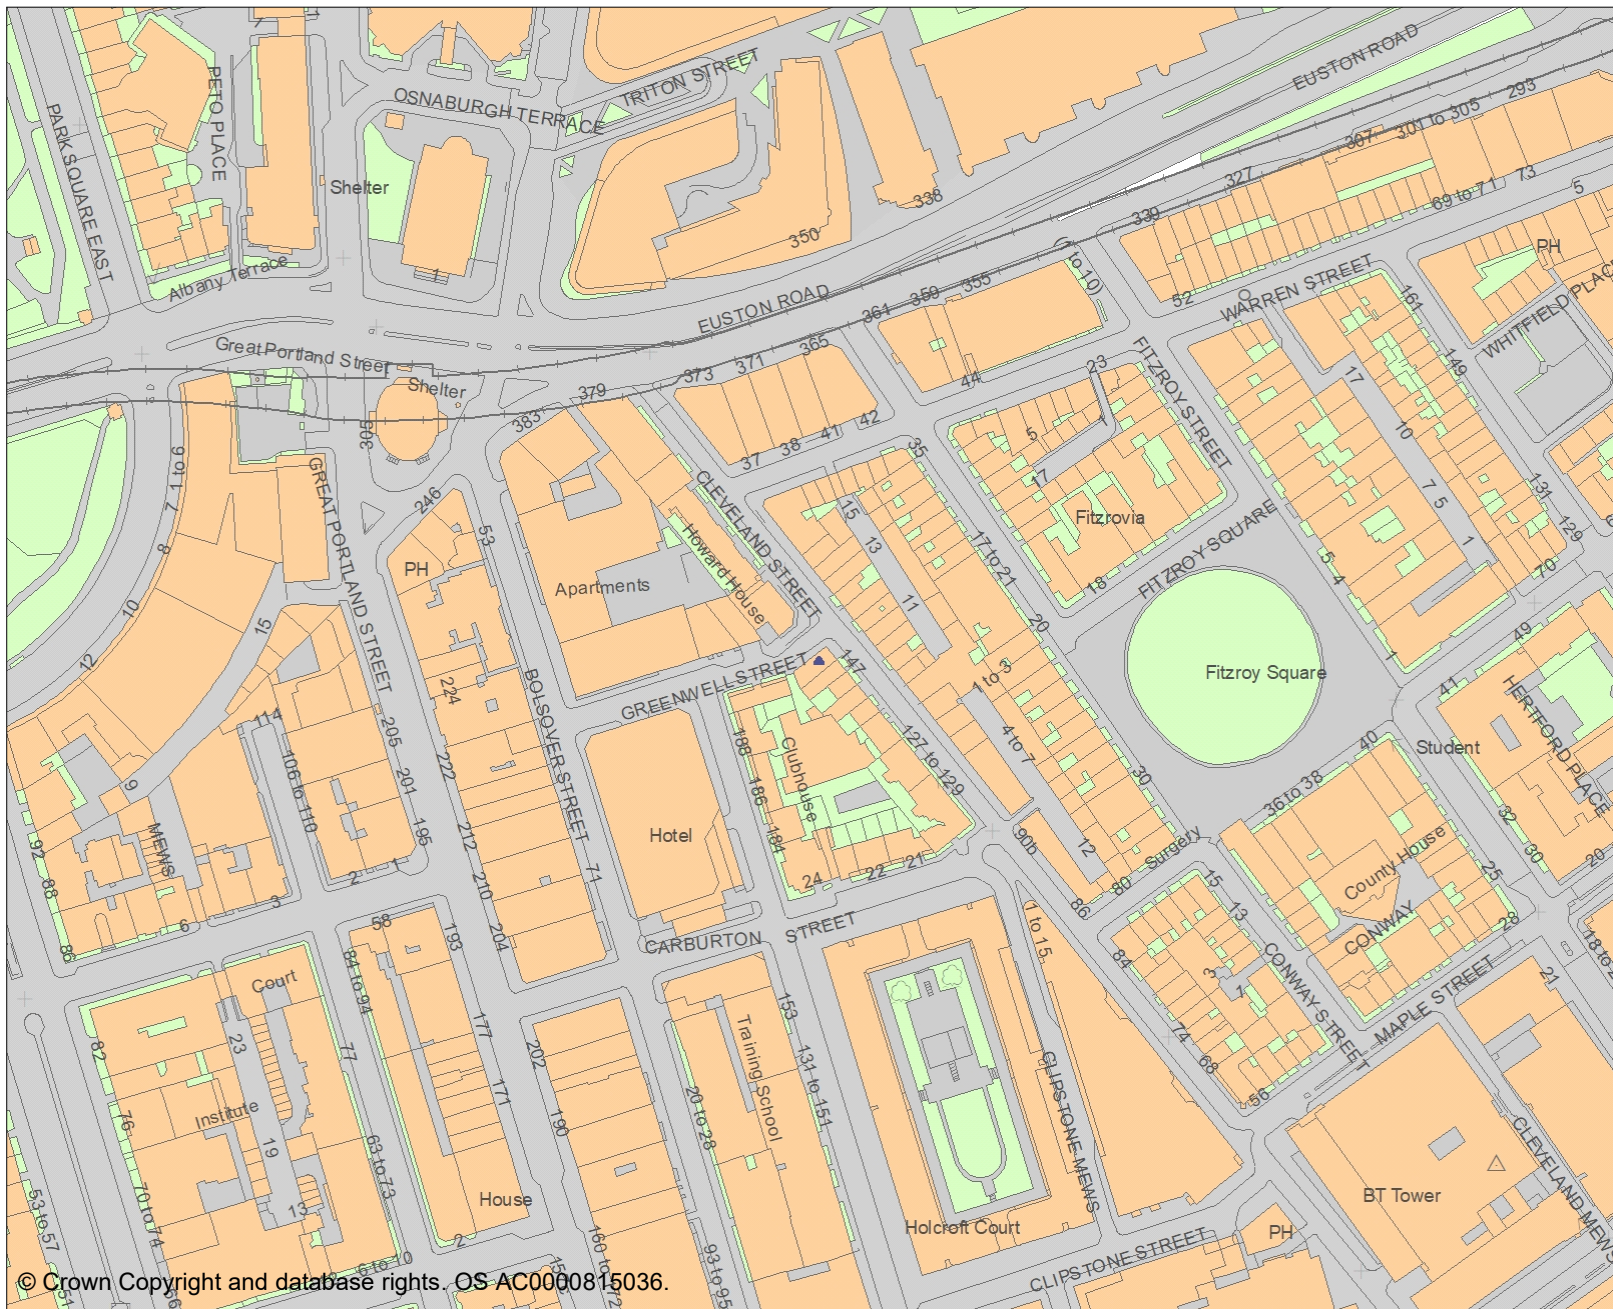 PARK SQUARE EAST
PETO PLACE
OSNABURGH TERRACE
TRITON STREET
EUSTON ROAD
Shelter
338
350
1
Albany Terrace
293
301 to 305
307
327
339
69 to 71
73
5
PH
WHITFIELD PLACE
EUSTON ROAD
355
359
361
52
WARREN STREET
161
149
Great Portland Street
Shelter
365
371
373
379
383
305
44
23
FITZROY STREET
17
10
7
5
1
131
129
70
1 to 6
7
8
10
12
15
GREAT PORTLAND STREET
246
53
PH
37
38
41
42
35
5
1
17
Fitzrovia
18
FITZROY SQUARE
CLEVELAND STREET
Howard House
Apartments
15
13
11
17 to 21
20
5
4
1
49
41
Fitzroy Square
HERTFORD PLACE
Student
40
36 to 38
30
GREENWELL STREET
147
1 to 3
4 to 7
127 to 129
BOLSOVER STREET
224
222
212
210
204
205
201
195
114
106 to 110
9
MEWS
92
88
86
6
3
2
1
188
186
184
Clubhouse
Hotel
71
24
22
21
90b
12
86
80
Surgery
15
13
County House
CONWAY
25
28
32
30
20
CARBURTON STREET
58
193
84 to 94
Court
23
77
82
76
70 to 74
Institute
19
13
63 to 73
177
171
202
190
House
2
6 to 10
53 to 57
51
66
160 to 172
153
131 to 151
Training School
20 to 28
93 to 95
1 to 15
84
74
68
56
3
1
CONWAY STREET
MAPLE STREET
21
CLIPSTONE MEWS
Holcroft Court
CLIPSTONE STREET
PH
BT Tower
CLEVELAND MEWS
© Crown Copyright and database rights. OS AC0000815036.